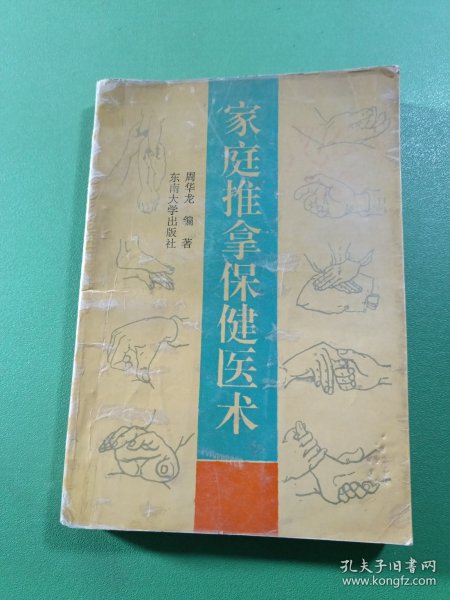 家庭推拿保健医术
周华龙 编著
东南大学出版社
孔夫子旧书网
www.kongfz.com